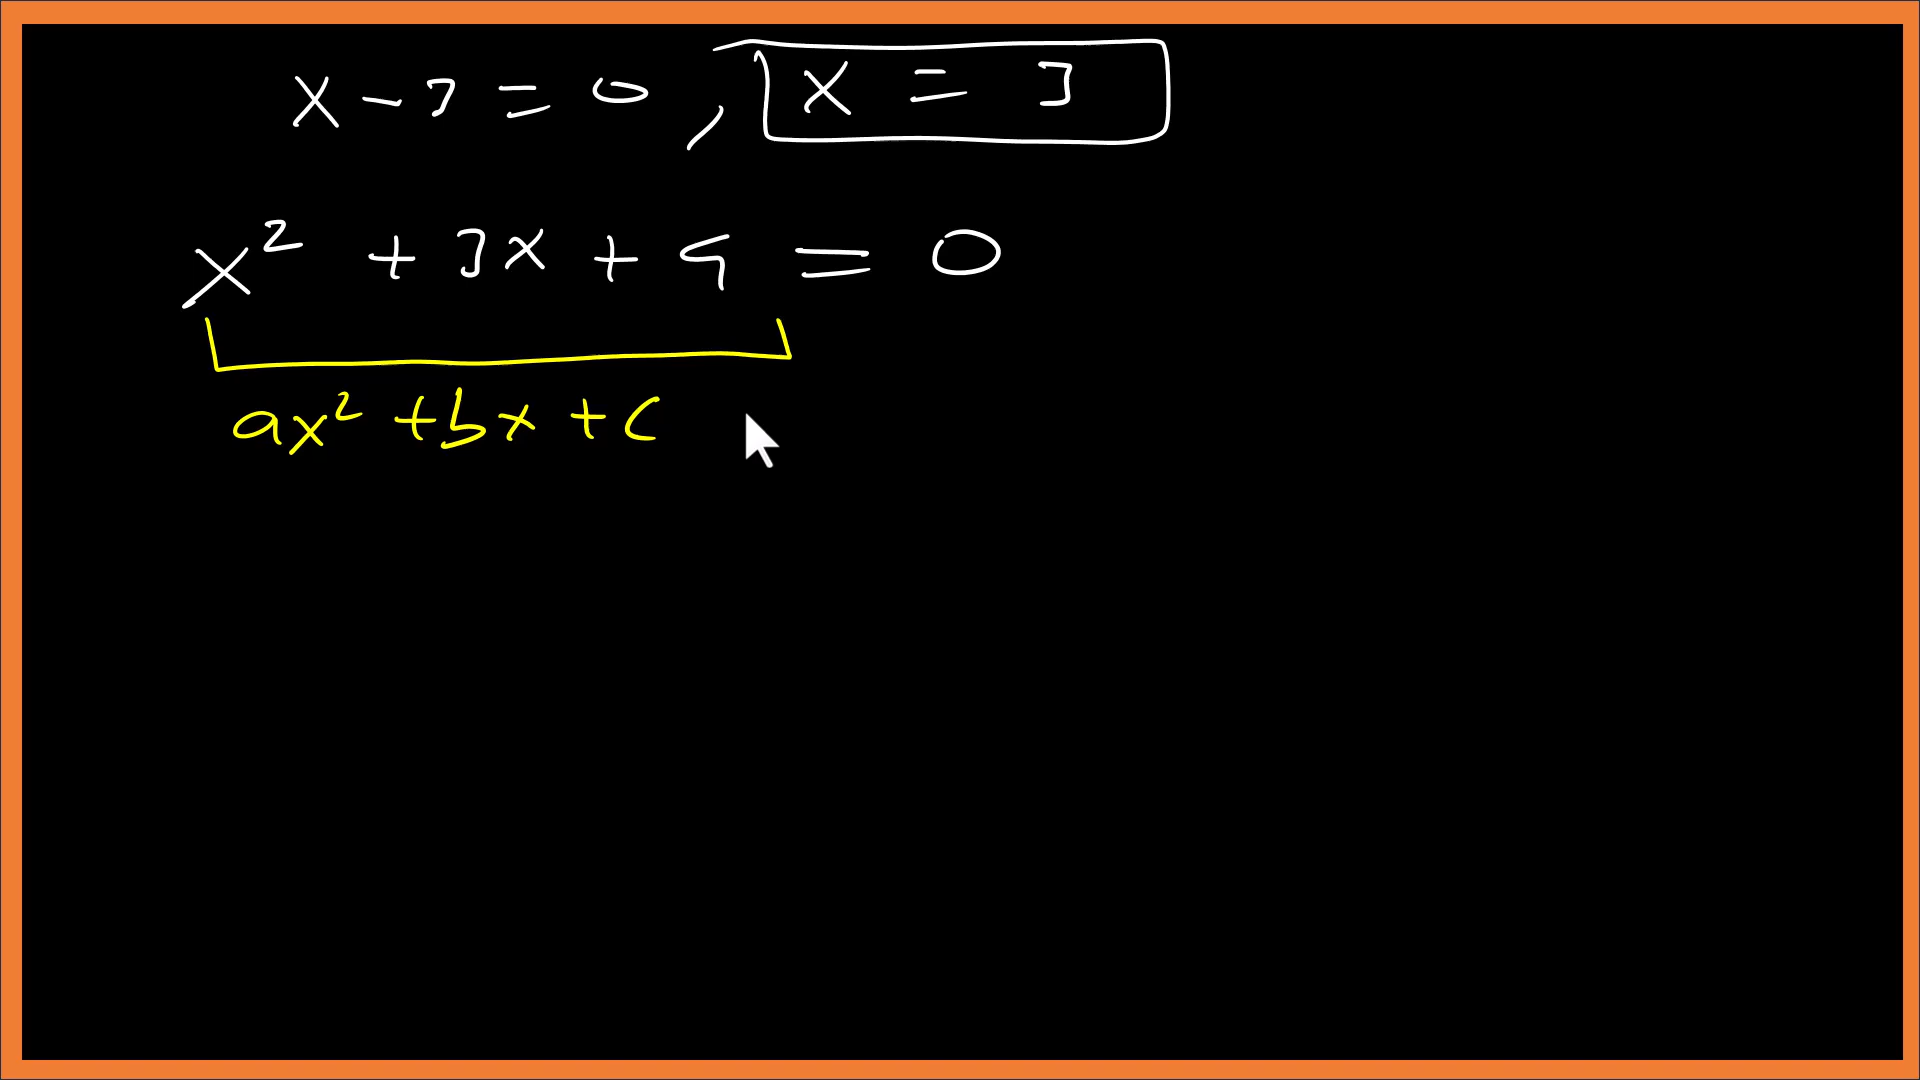 x - 3 = 0, x = 3
x² + 3x + 9 = 0
ax² + bx + c